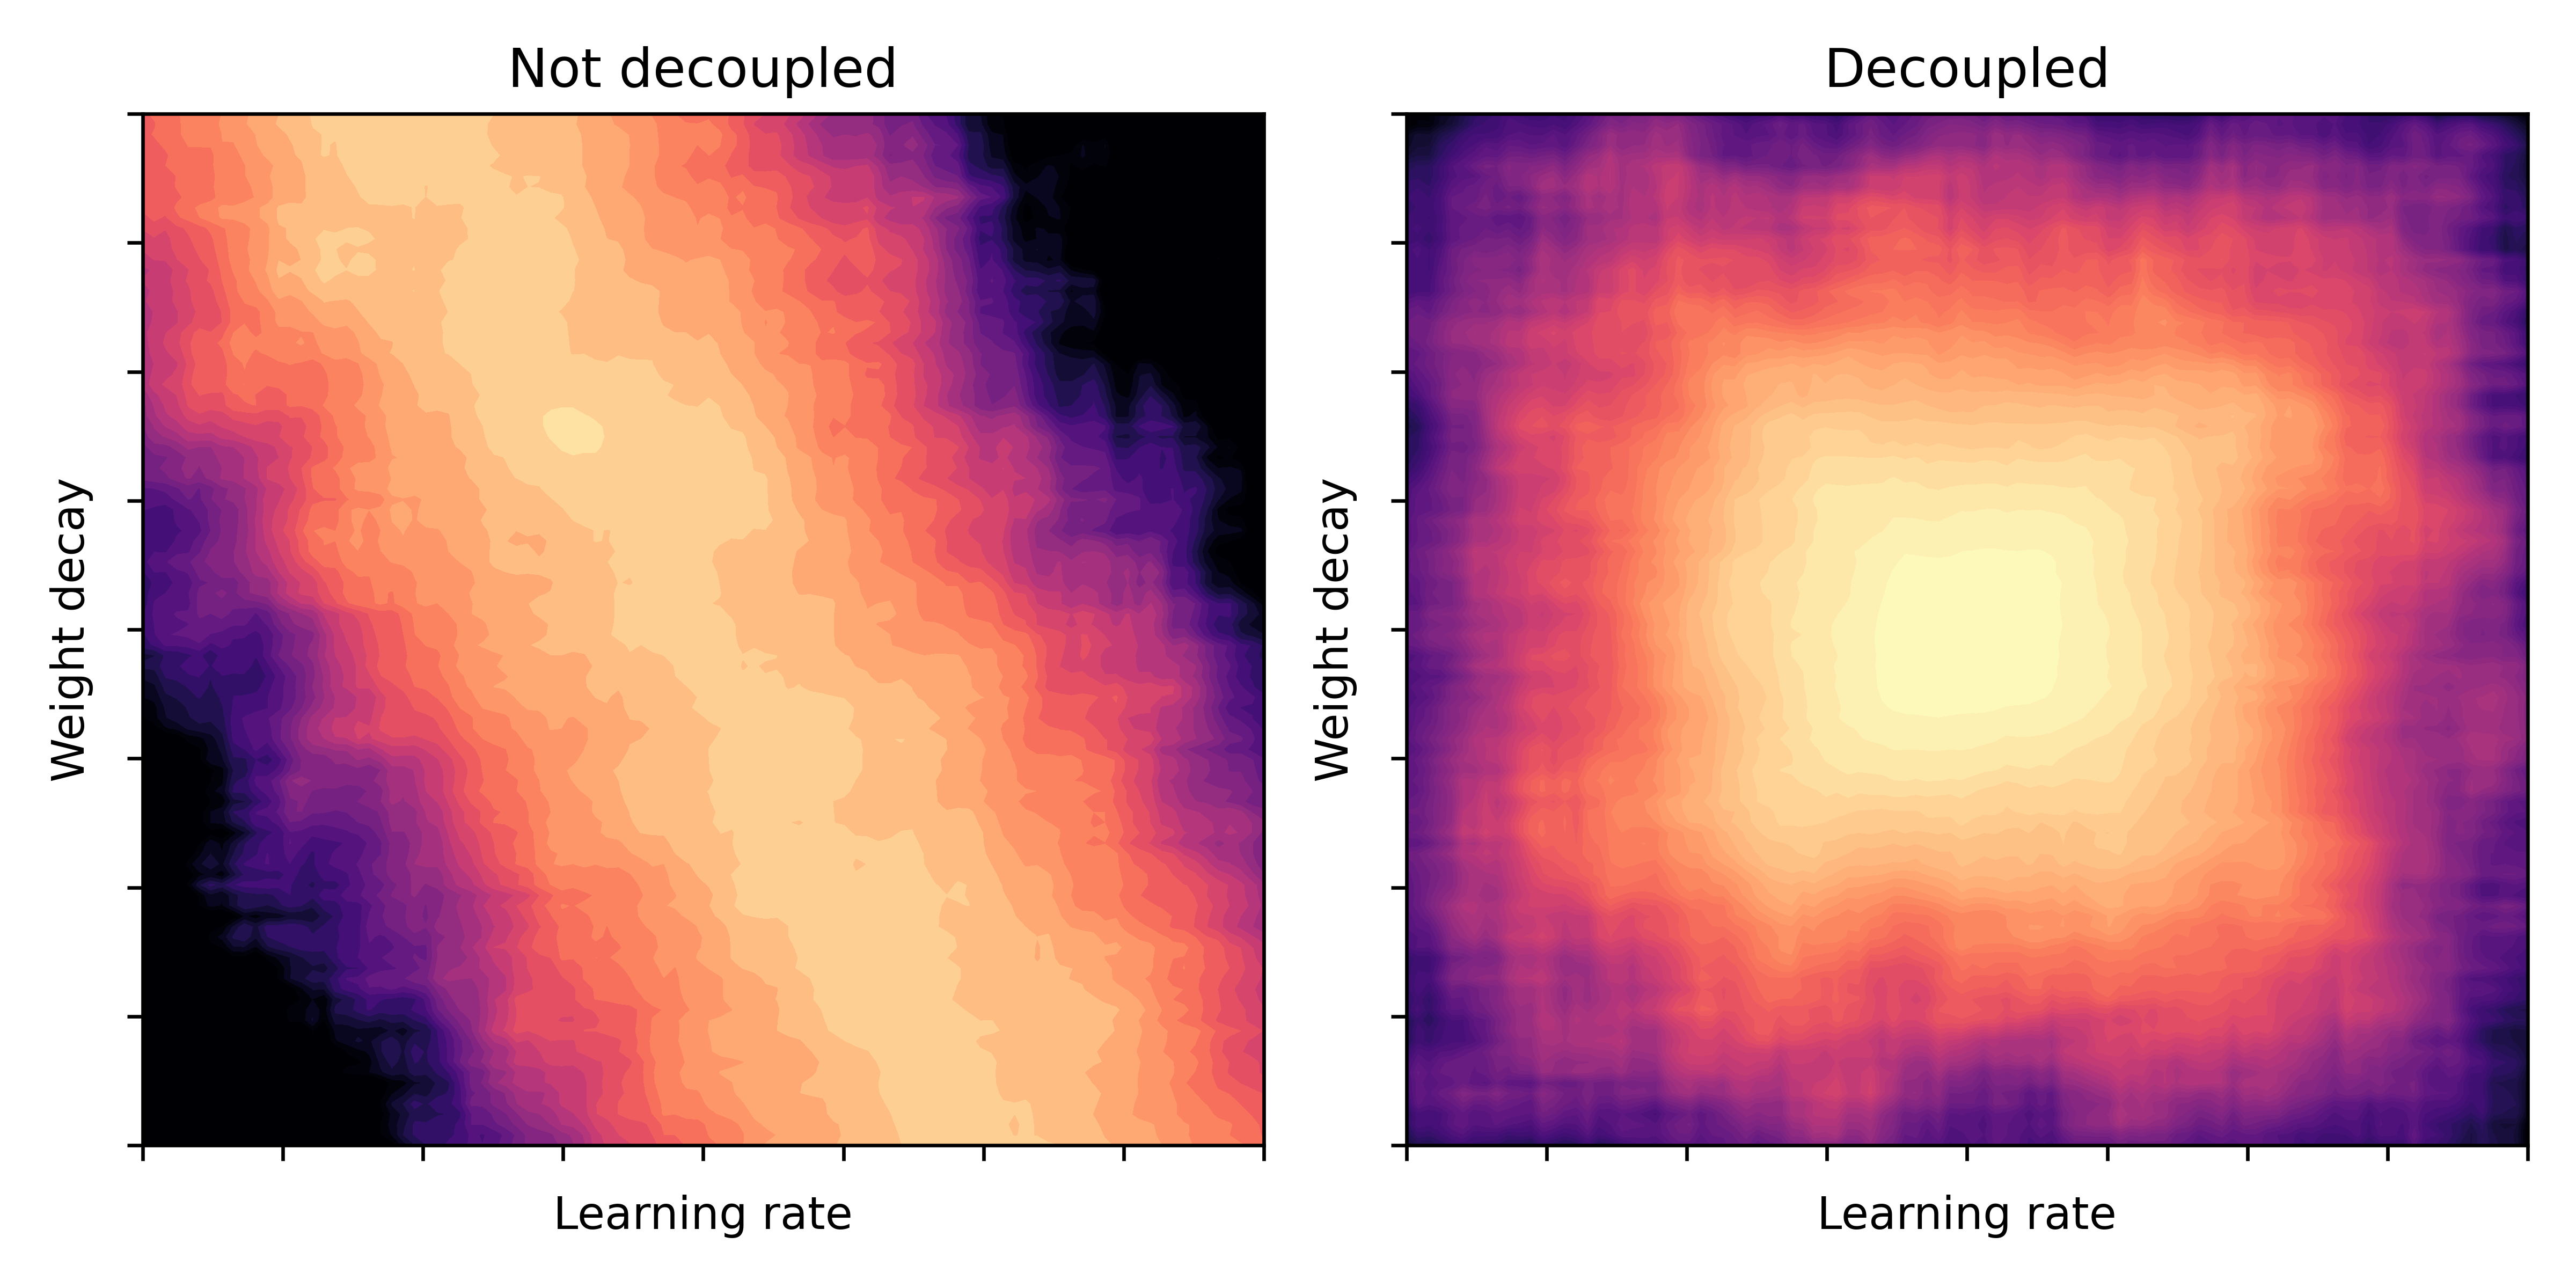 Not decoupled
Decoupled
Weight decay
Weight decay
Learning rate
Learning rate